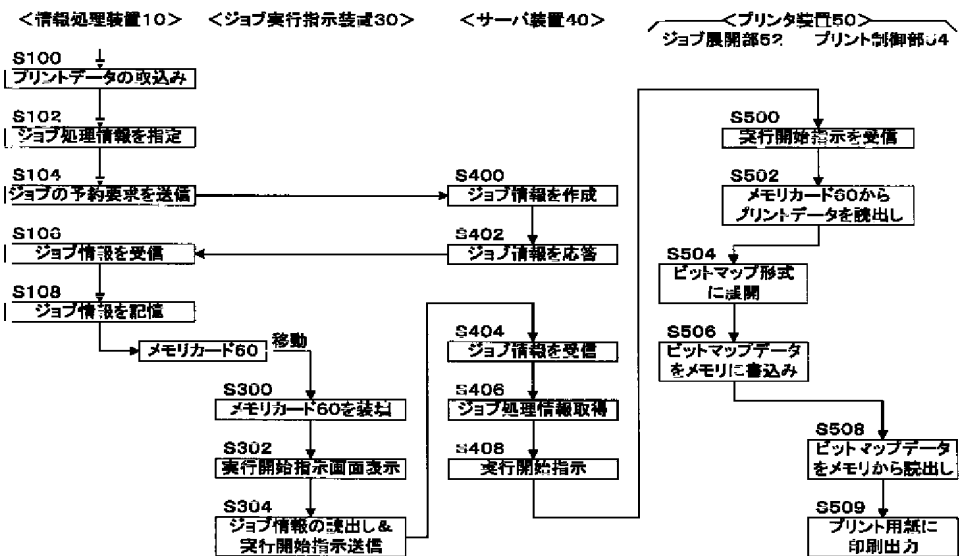 ＜情報処理装置10＞
S100
プリントデータの取込み
S102
ジョブ処理情報を指定
S104
ジョブの予約要求を送信
S106
ジョブ情報を受信
S108
ジョブ情報を記憶
メモリカード60
移動
＜ジョブ実行指示装置30＞
S300
メモリカード60を装填
S302
実行開始指示画面表示
S304
ジョブ情報の読出し＆
実行開始指示送信
＜サーバ装置40＞
S400
ジョブ情報を作成
S402
ジョブ情報を応答
S404
ジョブ情報を受信
S406
ジョブ処理情報取得
S408
実行開始指示
＜プリンタ装置50＞
ジョブ展開部52 プリント制御部54
S500
実行開始指示を受信
S502
メモリカード60から
プリントデータを読出し
S504
ビットマップ形式
に展開
S506
ビットマップデータ
をメモリに書込み
S508
ビットマップデータ
をメモリから読出し
S509
プリント用紙に
印刷出力